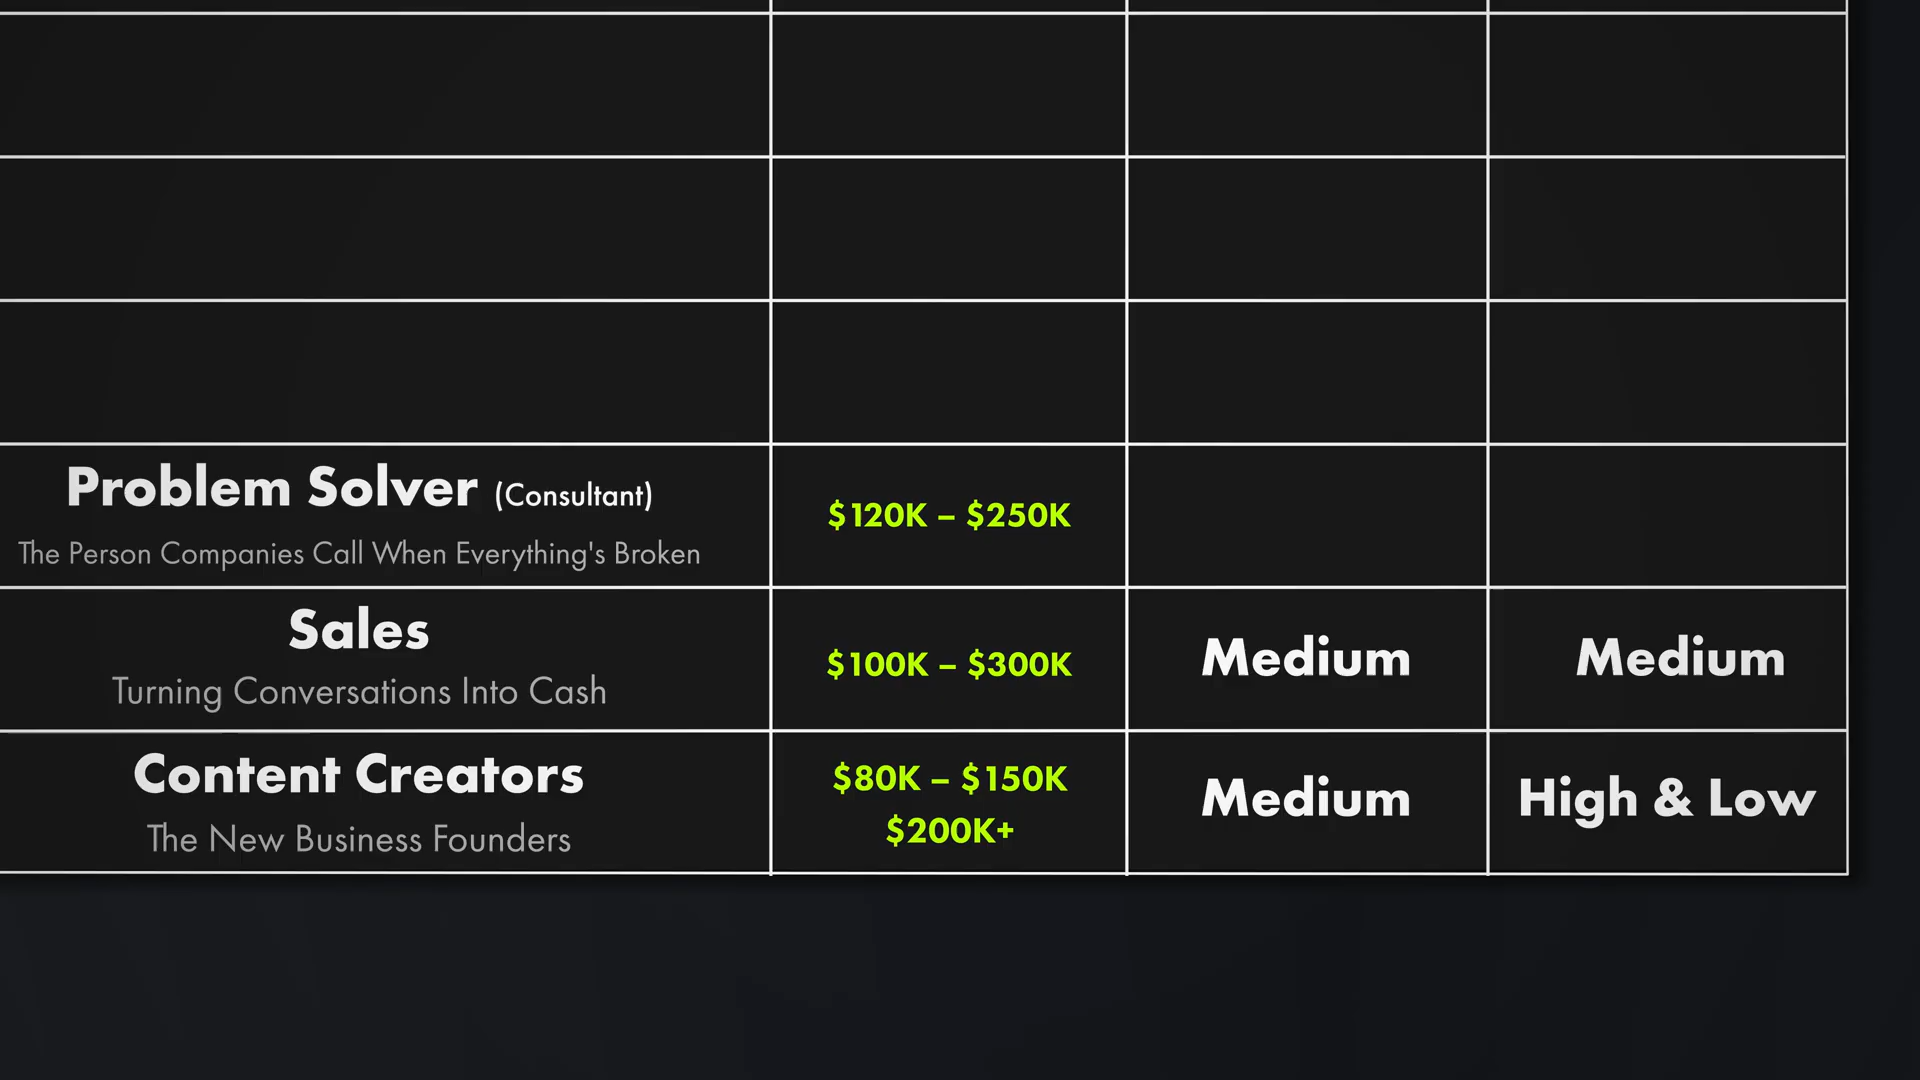 Problem Solver (Consultant)
The Person Companies Call When Everything's Broken
$120K – $250K
Sales
Turning Conversations Into Cash
$100K – $300K
Medium
Medium
Content Creators
The New Business Founders
$80K – $150K
$200K+
Medium
High & Low